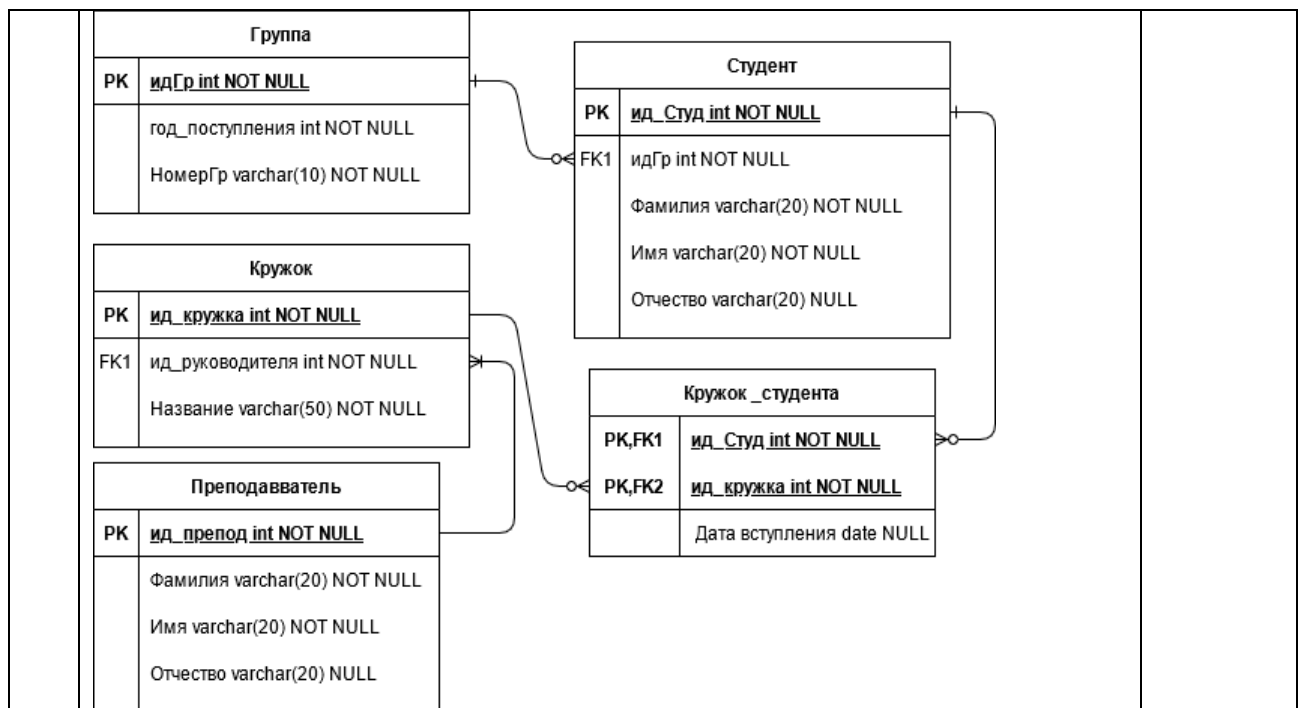 Группа
PK идГр int NOT NULL
год_поступления int NOT NULL
НомерГр varchar(10) NOT NULL
Студент
PK ид_Студ int NOT NULL
FK1 идГр int NOT NULL
Фамилия varchar(20) NOT NULL
Имя varchar(20) NOT NULL
Отчество varchar(20) NULL
Кружок
PK ид_кружка int NOT NULL
FK1 ид_руководителя int NOT NULL
Название varchar(50) NOT NULL
Кружок _студента
PK,FK1 ид_Студ int NOT NULL
PK,FK2 ид_кружка int NOT NULL
Дата вступления date NULL
Преподавватель
PK ид_препод int NOT NULL
Фамилия varchar(20) NOT NULL
Имя varchar(20) NOT NULL
Отчество varchar(20) NULL